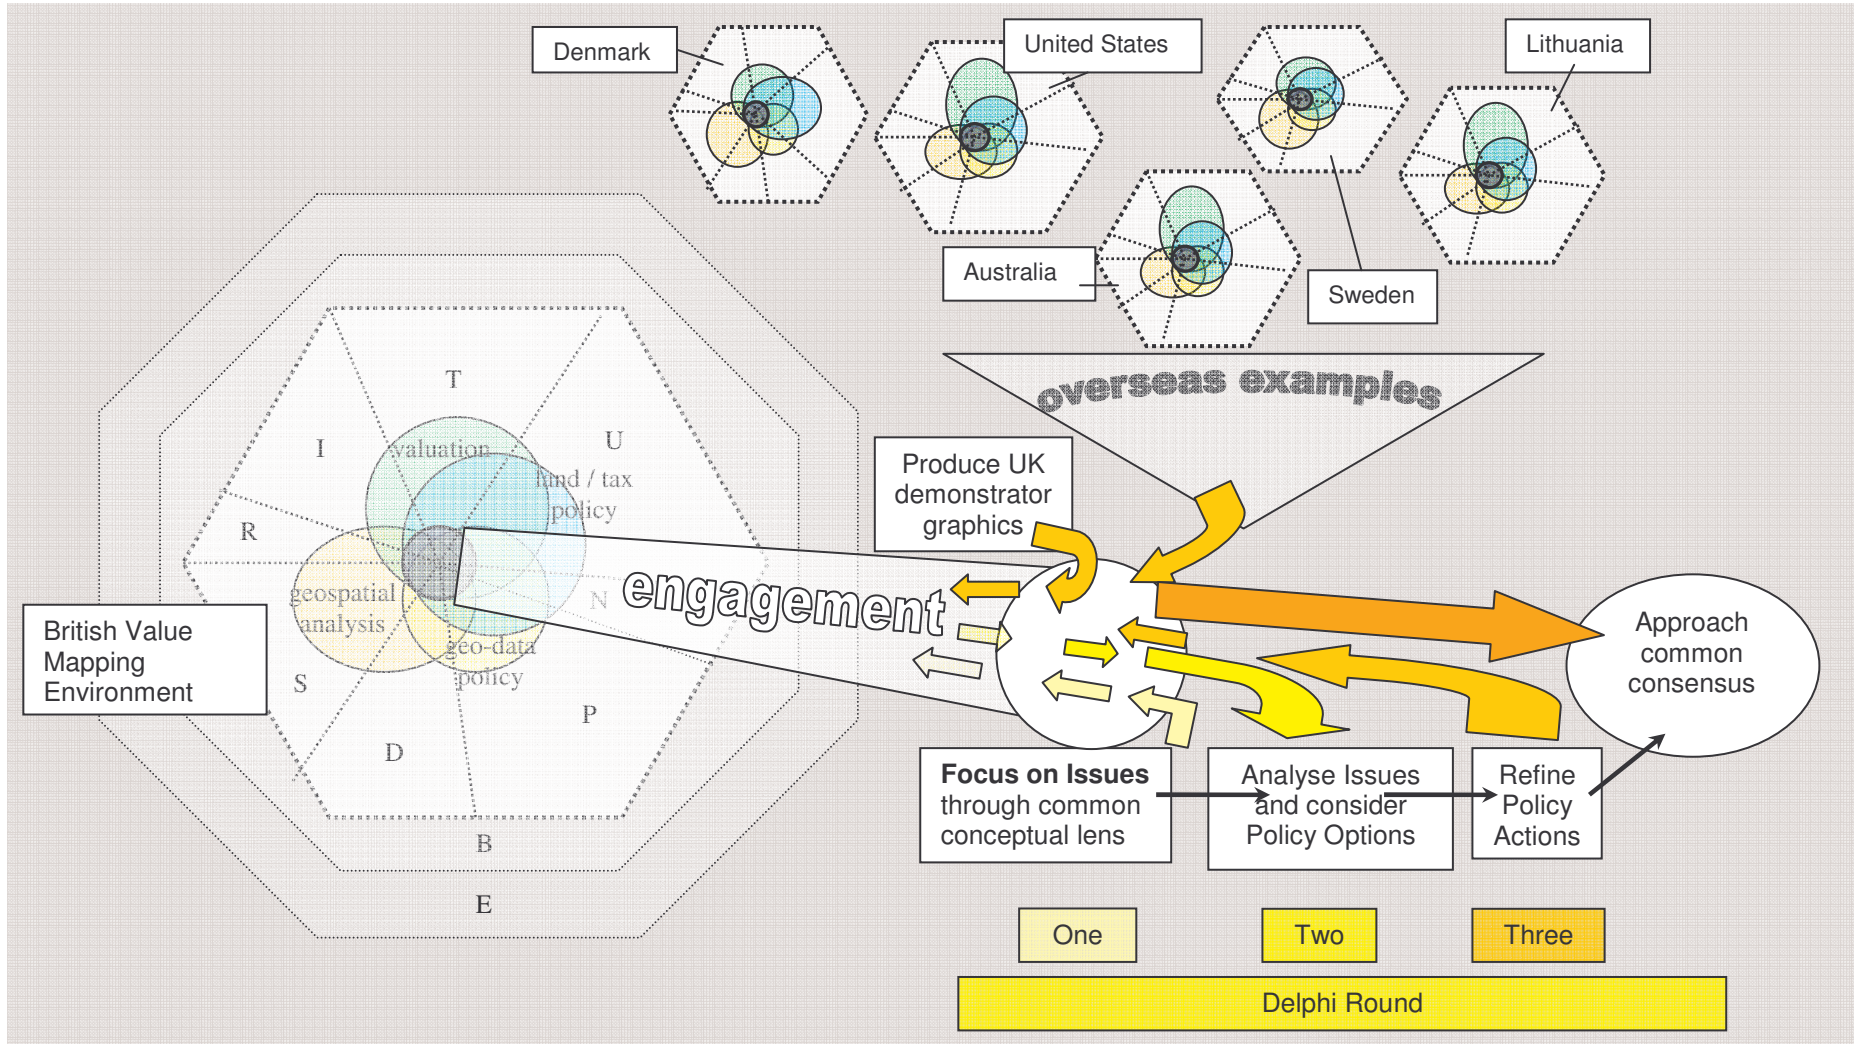 Denmark
United States
Lithuania
Australia
Sweden
overseas examples
T
I
U
valuation
land / tax
policy
R
geospatial
analysis
N
geo-data
policy
S
P
D
B
E
British Value
Mapping
Environment
engagement
Produce UK
demonstrator
graphics
Approach
common
consensus
Focus on Issues
through common
conceptual lens
Analyse Issues
and consider
Policy Options
Refine
Policy
Actions
One
Two
Three
Delphi Round